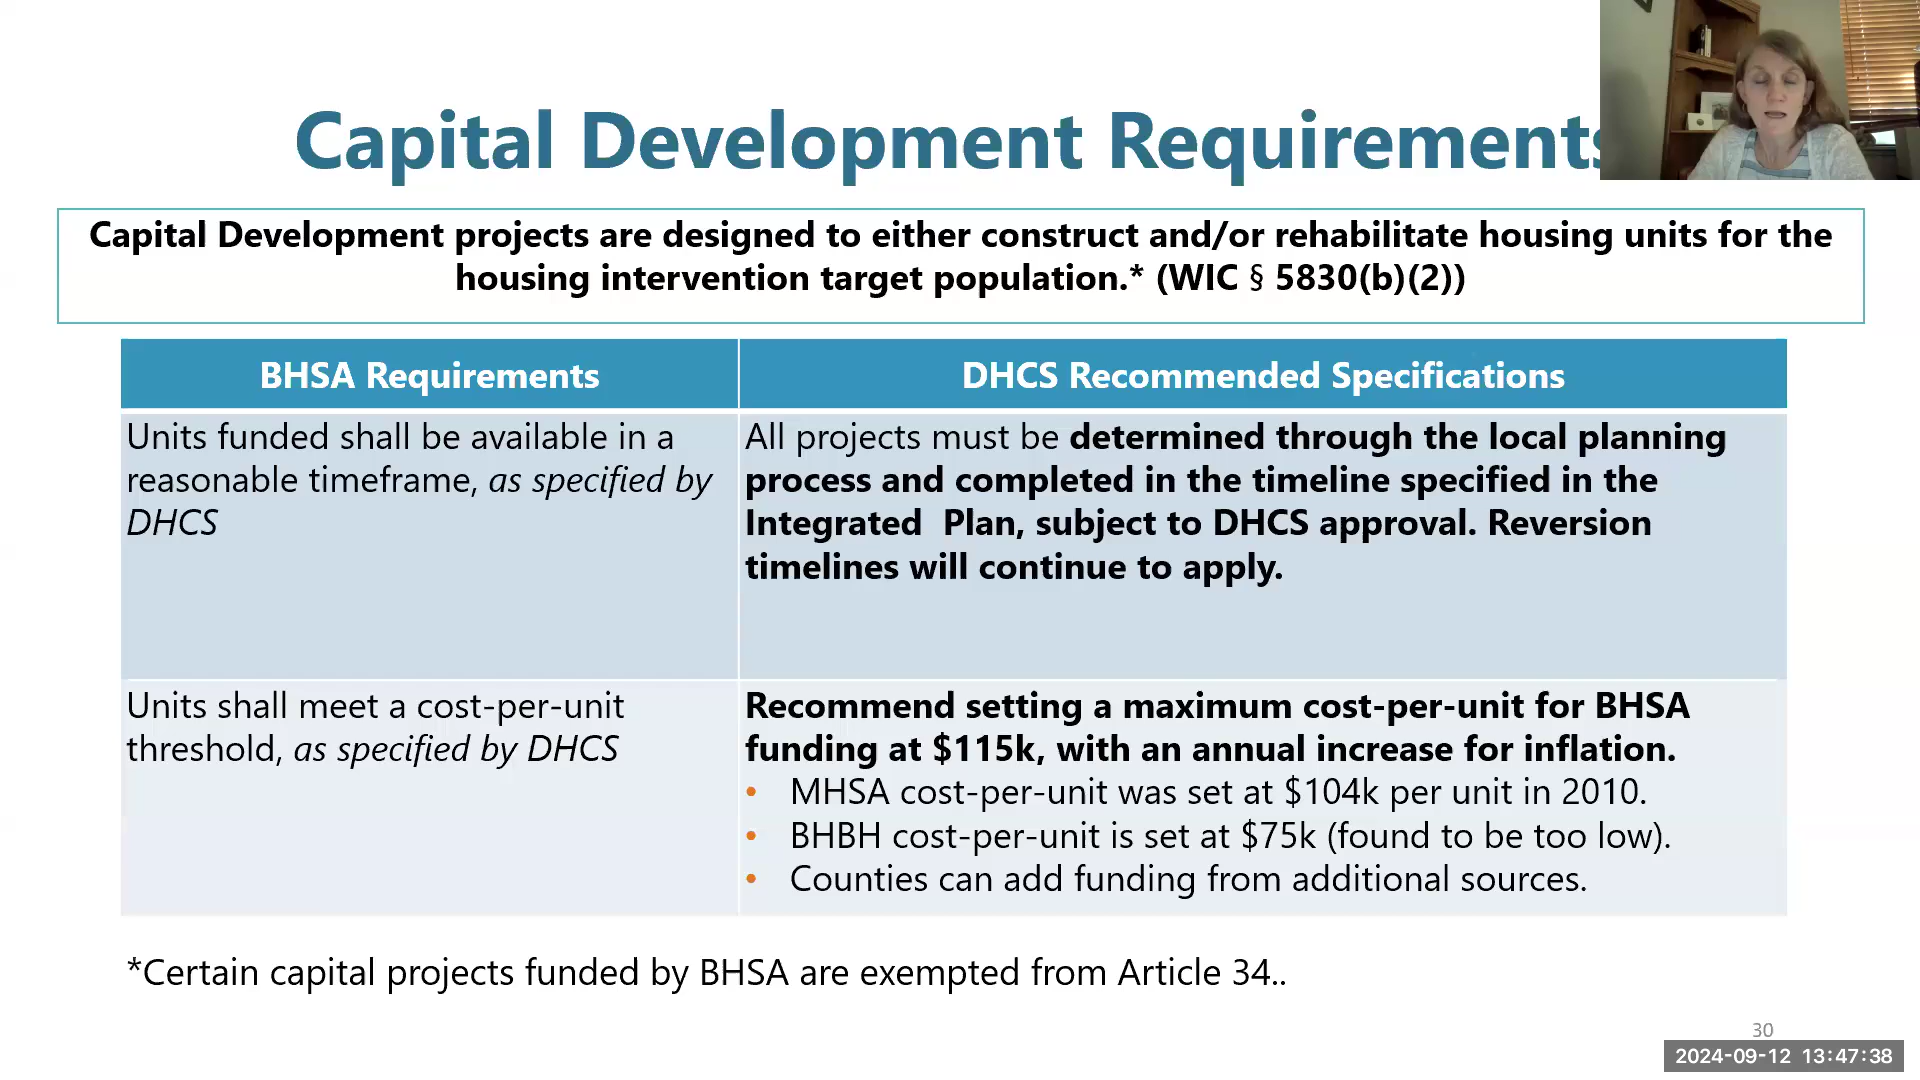 Capital Development Requirements
Capital Development projects are designed to either construct and/or rehabilitate housing units for the
housing intervention target population.* (WIC § 5830(b)(2))
BHSA Requirements
DHCS Recommended Specifications
Units funded shall be available in a
reasonable timeframe, as specified by
DHCS
All projects must be determined through the local planning
process and completed in the timeline specified in the
Integrated  Plan, subject to DHCS approval. Reversion
timelines will continue to apply.
Units shall meet a cost-per-unit
threshold, as specified by DHCS
Recommend setting a maximum cost-per-unit for BHSA
funding at $115k, with an annual increase for inflation.
• MHSA cost-per-unit was set at $104k per unit in 2010.
• BHBH cost-per-unit is set at $75k (found to be too low).
• Counties can add funding from additional sources.
*Certain capital projects funded by BHSA are exempted from Article 34..
30
2024-09-12 13:47:38